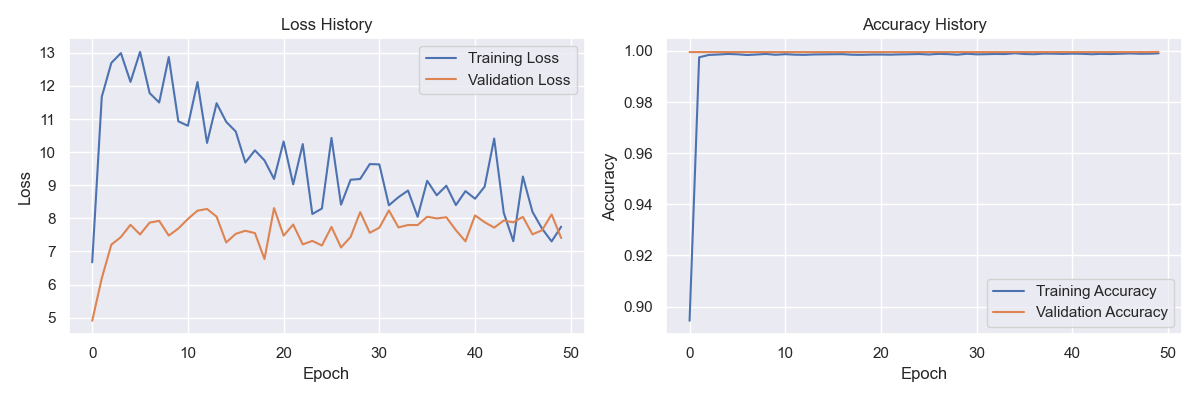 Loss History
Training Loss
Validation Loss
Loss
13
12
11
10
9
8
7
6
5
0
10
20
30
40
50
Epoch
Accuracy History
Accuracy
1.00
0.98
0.96
0.94
0.92
0.90
Training Accuracy
Validation Accuracy
0
10
20
30
40
50
Epoch